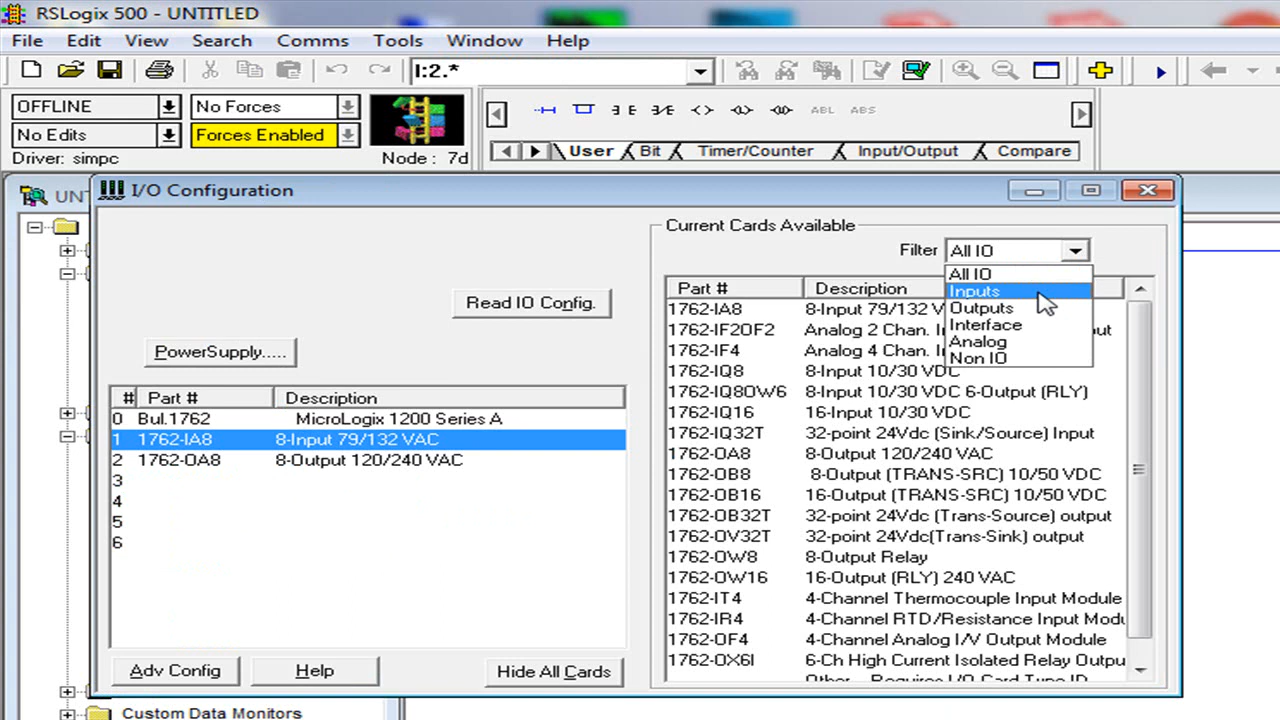 RSLogix 500 - UNTITLED
File Edit View Search Comms Tools Window Help
I:2.*
OFFLINE No Forces
No Edits Forces Enabled
Driver: simpc Node : 7d
ABL ABS
User Bit Timer/Counter Input/Output Compare
UNT
I/O Configuration
Current Cards Available
Filter All IO
All IO
Inputs
Outputs
Interface
Analog
Non IO
Read IO Config.
PowerSupply.....
# Part # Description
0 Bul.1762 MicroLogix 1200 Series A
1 1762-IA8 8-Input 79/132 VAC
2 1762-OA8 8-Output 120/240 VAC
3
4
5
6
Part # Description
1762-IA8 8-Input 79/132 V
1762-IF2OF2 Analog 2 Chan. I ut
1762-IF4 Analog 4 Chan. I
1762-IQ8 8-Input 10/30 VDC
1762-IQ8OW6 8-Input 10/30 VDC 6-Output (RLY)
1762-IQ16 16-Input 10/30 VDC
1762-IQ32T 32-point 24Vdc (Sink/Source) Input
1762-OA8 8-Output 120/240 VAC
1762-OB8 8-Output (TRANS-SRC) 10/50 VDC
1762-OB16 16-Output (TRANS-SRC) 10/50 VDC
1762-OB32T 32-point 24Vdc (Trans-Source) output
1762-OV32T 32-point 24Vdc(Trans-Sink) output
1762-OW8 8-Output Relay
1762-OW16 16-Output (RLY) 240 VAC
1762-IT4 4-Channel Thermocouple Input Module
1762-IR4 4-Channel RTD/Resistance Input Modu
1762-OF4 4-Channel Analog I/V Output Module
1762-OX6I 6-Ch High Current Isolated Relay Outpu
Other Requires I/O Card Type ID
Adv Config Help Hide All Cards
Custom Data Monitors